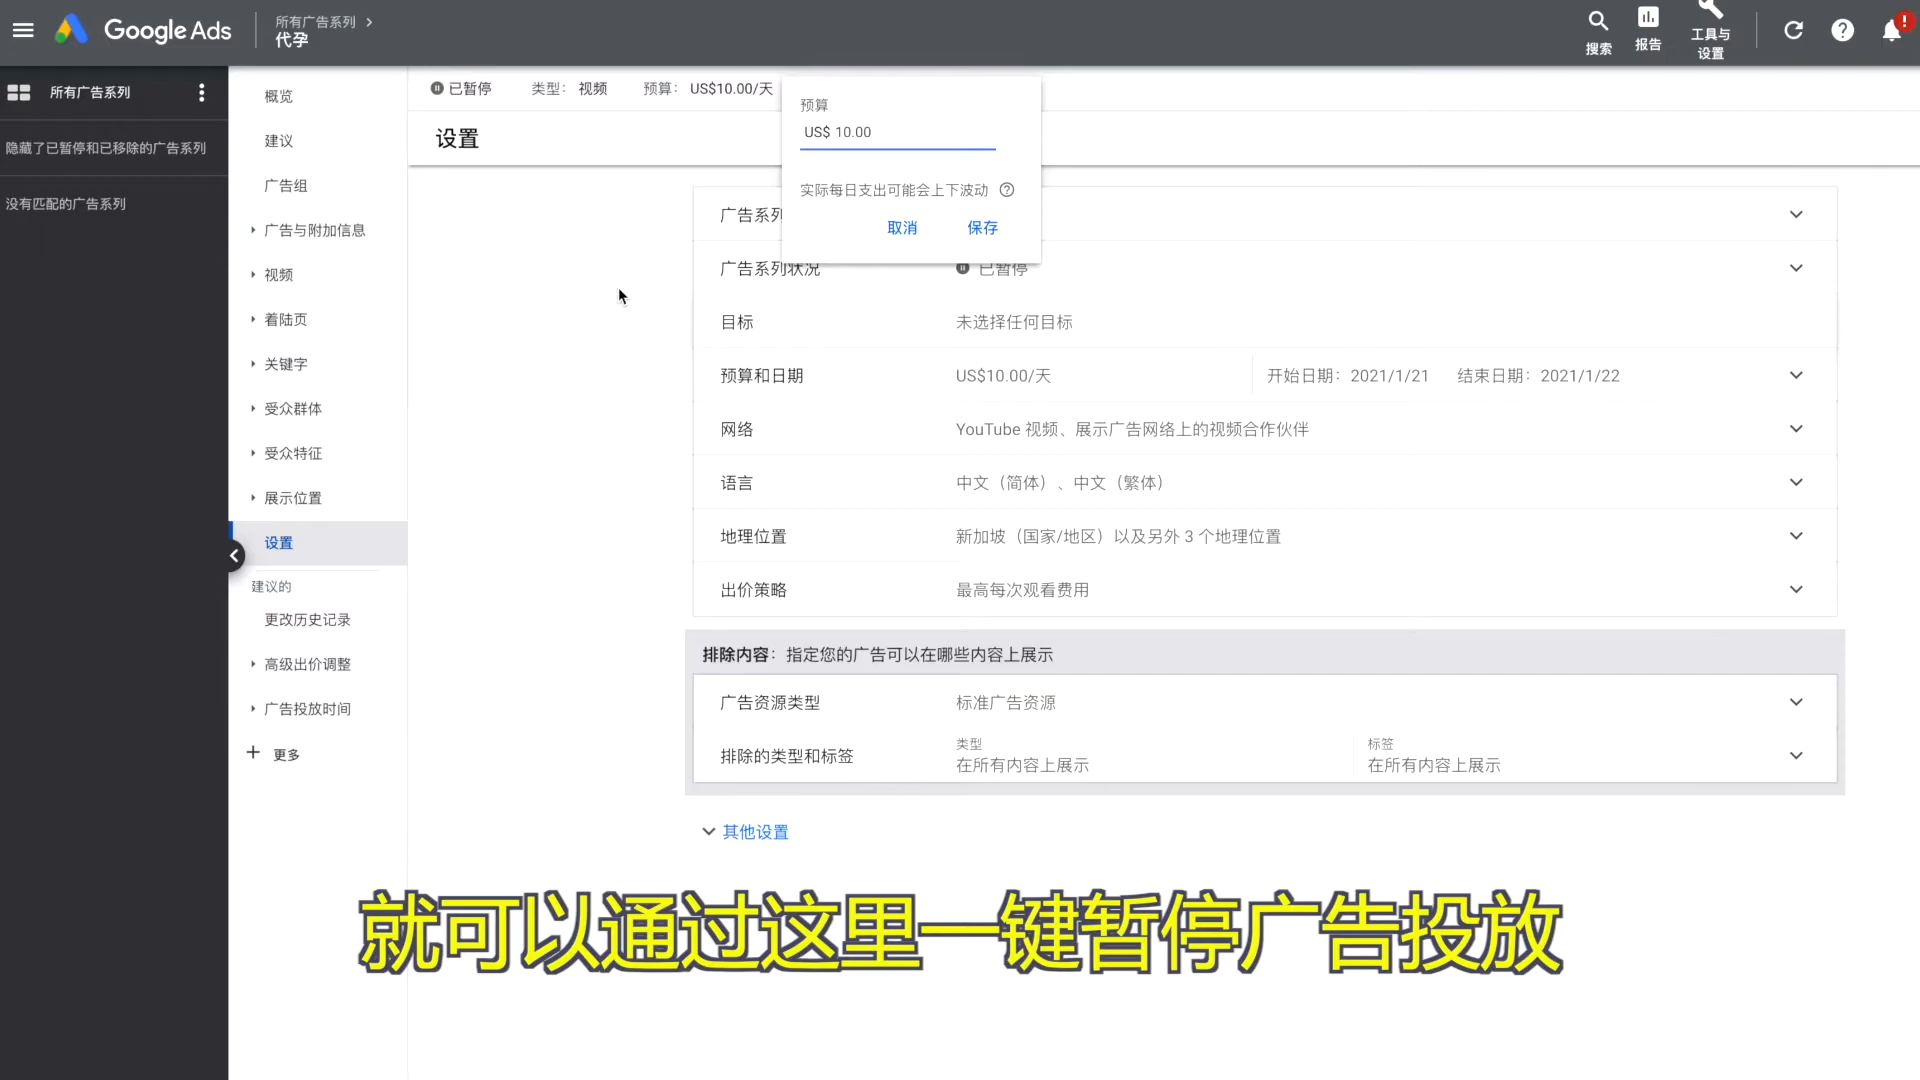 Google Ads
所有广告系列
代孕
搜索
报告
工具与
设置
所有广告系列
隐藏了已暂停和已移除的广告系列
没有匹配的广告系列
概览
建议
广告组
广告与附加信息
视频
着陆页
关键字
受众群体
受众特征
展示位置
设置
建议的
更改历史记录
高级出价调整
广告投放时间
更多
已暂停 类型： 视频 预算： US$10.00/天
设置
预算
US$ 10.00
实际每日支出可能会上下波动
取消 保存
广告系列
广告系列状况 已暂停
目标 未选择任何目标
预算和日期 US$10.00/天 开始日期： 2021/1/21 结束日期： 2021/1/22
网络 YouTube 视频、展示广告网络上的视频合作伙伴
语言 中文（简体）、中文（繁体）
地理位置 新加坡（国家/地区）以及另外 3 个地理位置
出价策略 最高每次观看费用
排除内容：指定您的广告可以在哪些内容上展示
广告资源类型 标准广告资源
排除的类型和标签
类型
在所有内容上展示
标签
在所有内容上展示
其他设置
就可以通过这里一键暂停广告投放